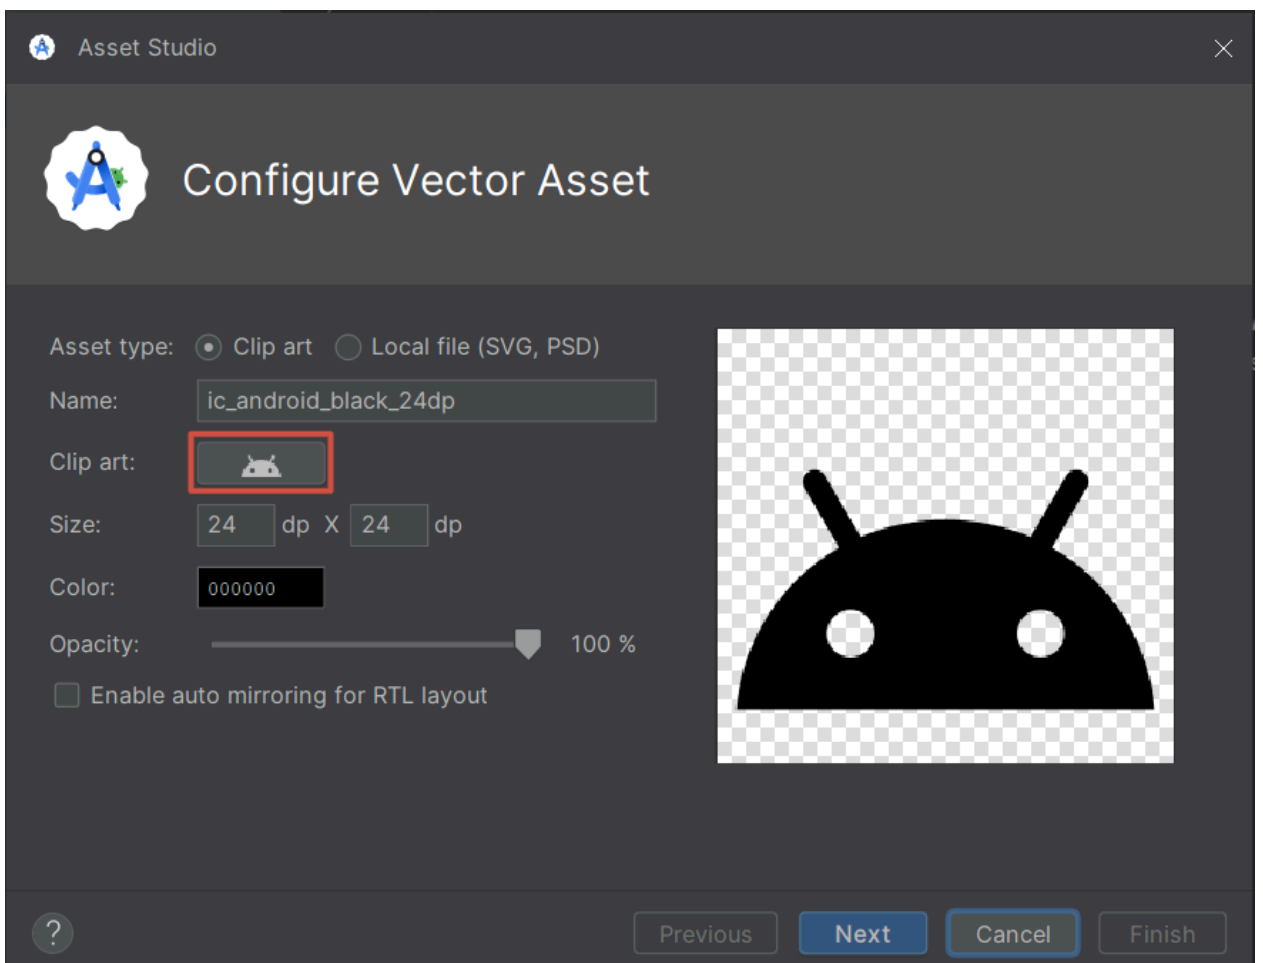 Asset Studio
Configure Vector Asset
Asset type: Clip art Local file (SVG, PSD)
Name: ic_android_black_24dp
Clip art:
Size: 24 dp X 24 dp
Color: 000000
Opacity: 100 %
Enable auto mirroring for RTL layout
? Previous Next Cancel Finish